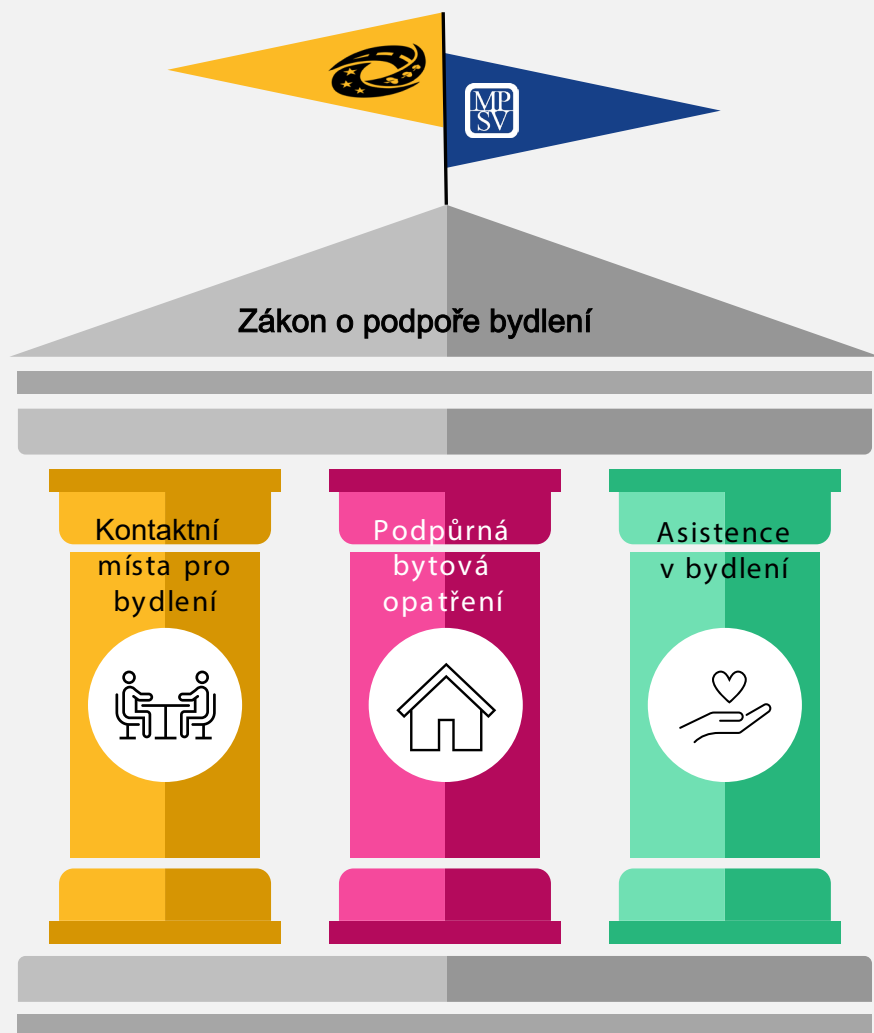 MP
SV
Zákon o podpoře bydlení
Kontaktní
místa pro
bydlení
Podpůrná
bytová
opatření
Asistence
v bydlení